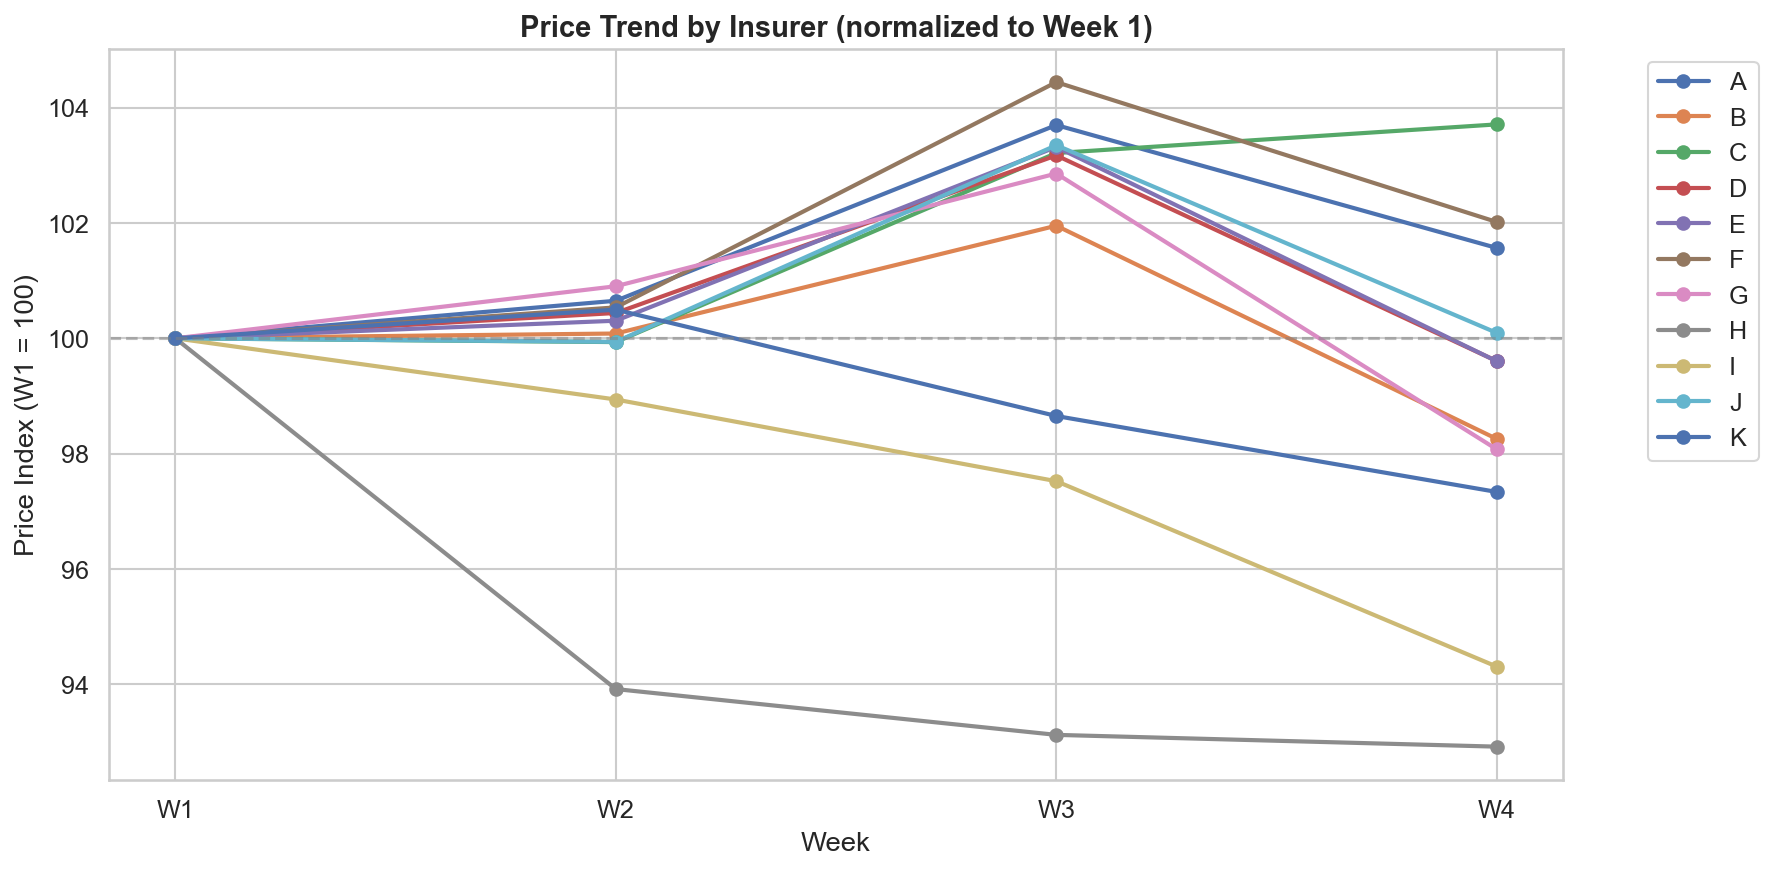 Price Trend by Insurer (normalized to Week 1)
Price Index (W1 = 100)
104
102
100
98
96
94
W1 W2 W3 W4
Week
A
B
C
D
E
F
G
H
I
J
K